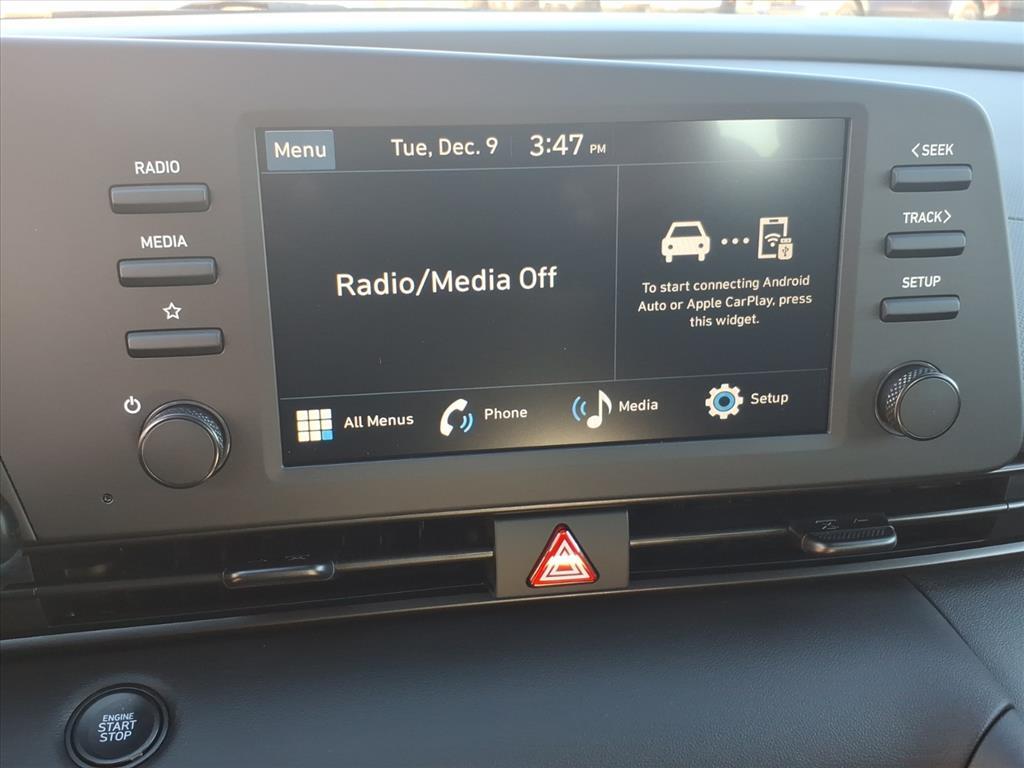 Menu
Tue, Dec. 9
3:47 PM
RADIO
MEDIA
Radio/Media Off
To start connecting Android
Auto or Apple CarPlay, press
this widget.
All Menus
Phone
Media
Setup
<SEEK
TRACK>
SETUP
ENGINE
START
STOP